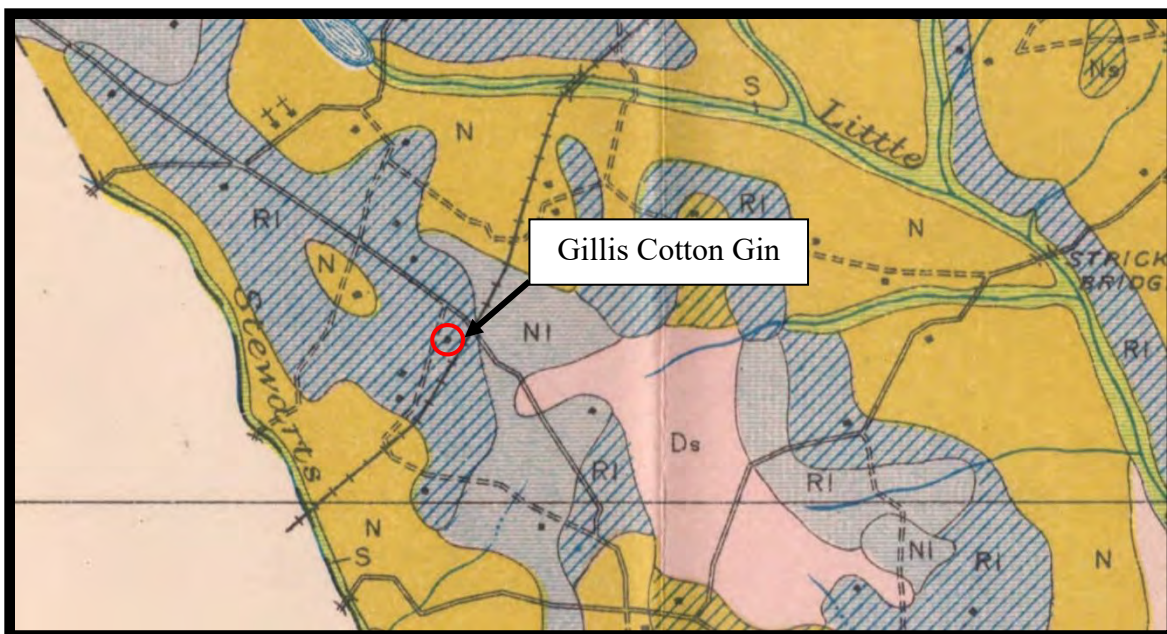 Ns
S
N
Little
RI
RI
N
N
STRICK
BRIDG
Gillis Cotton Gin
Stewarts
NI
RI
Ds
RI
RI
N
S
NI
RI
N